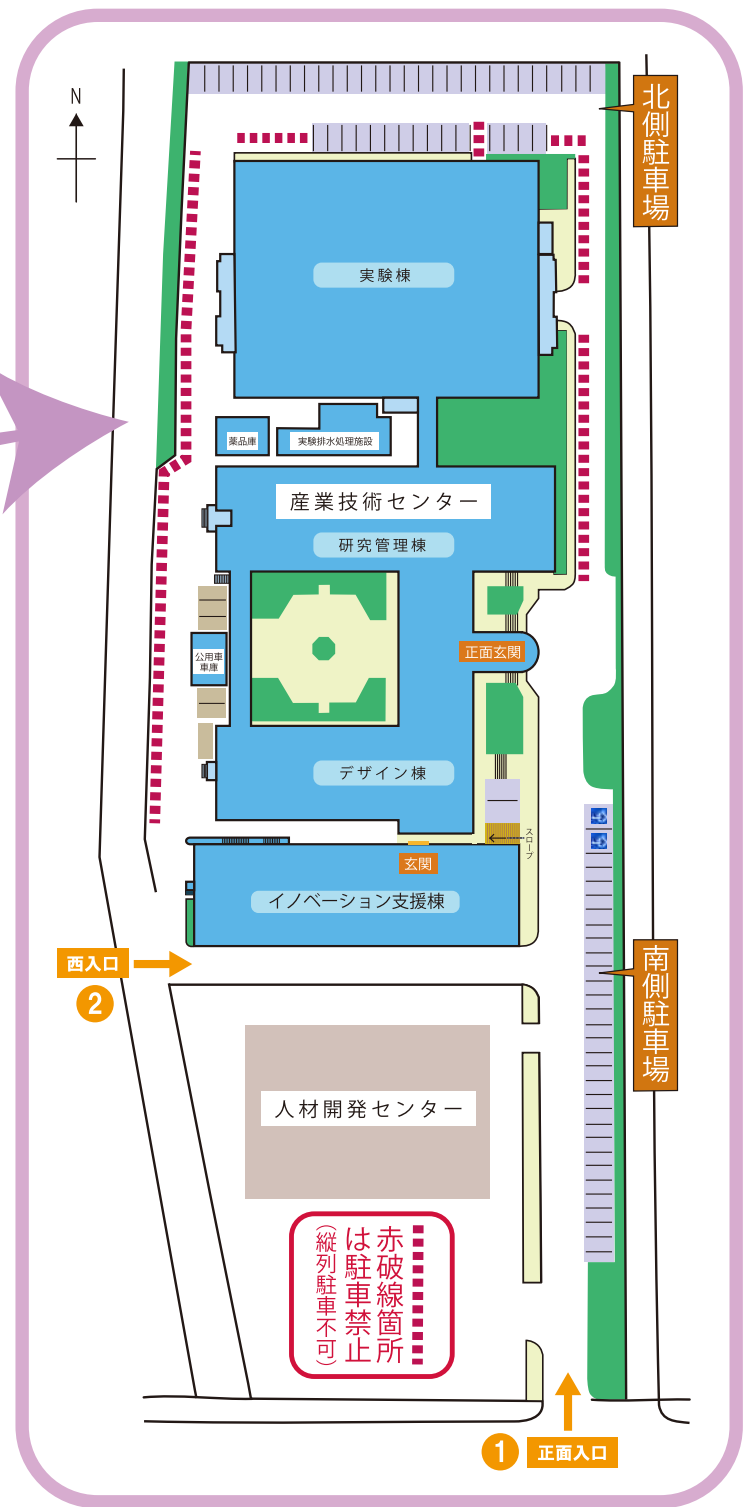 N
北側駐車場
実験棟
薬品庫
実験排水処理施設
産業技術センター
研究管理棟
公用車
車庫
正面玄関
デザイン棟
スロープ
玄関
イノベーション支援棟
西入口
2
南側駐車場
人材開発センター
赤破線箇所
は駐車禁止
（縦列駐車不可）
1
正面入口